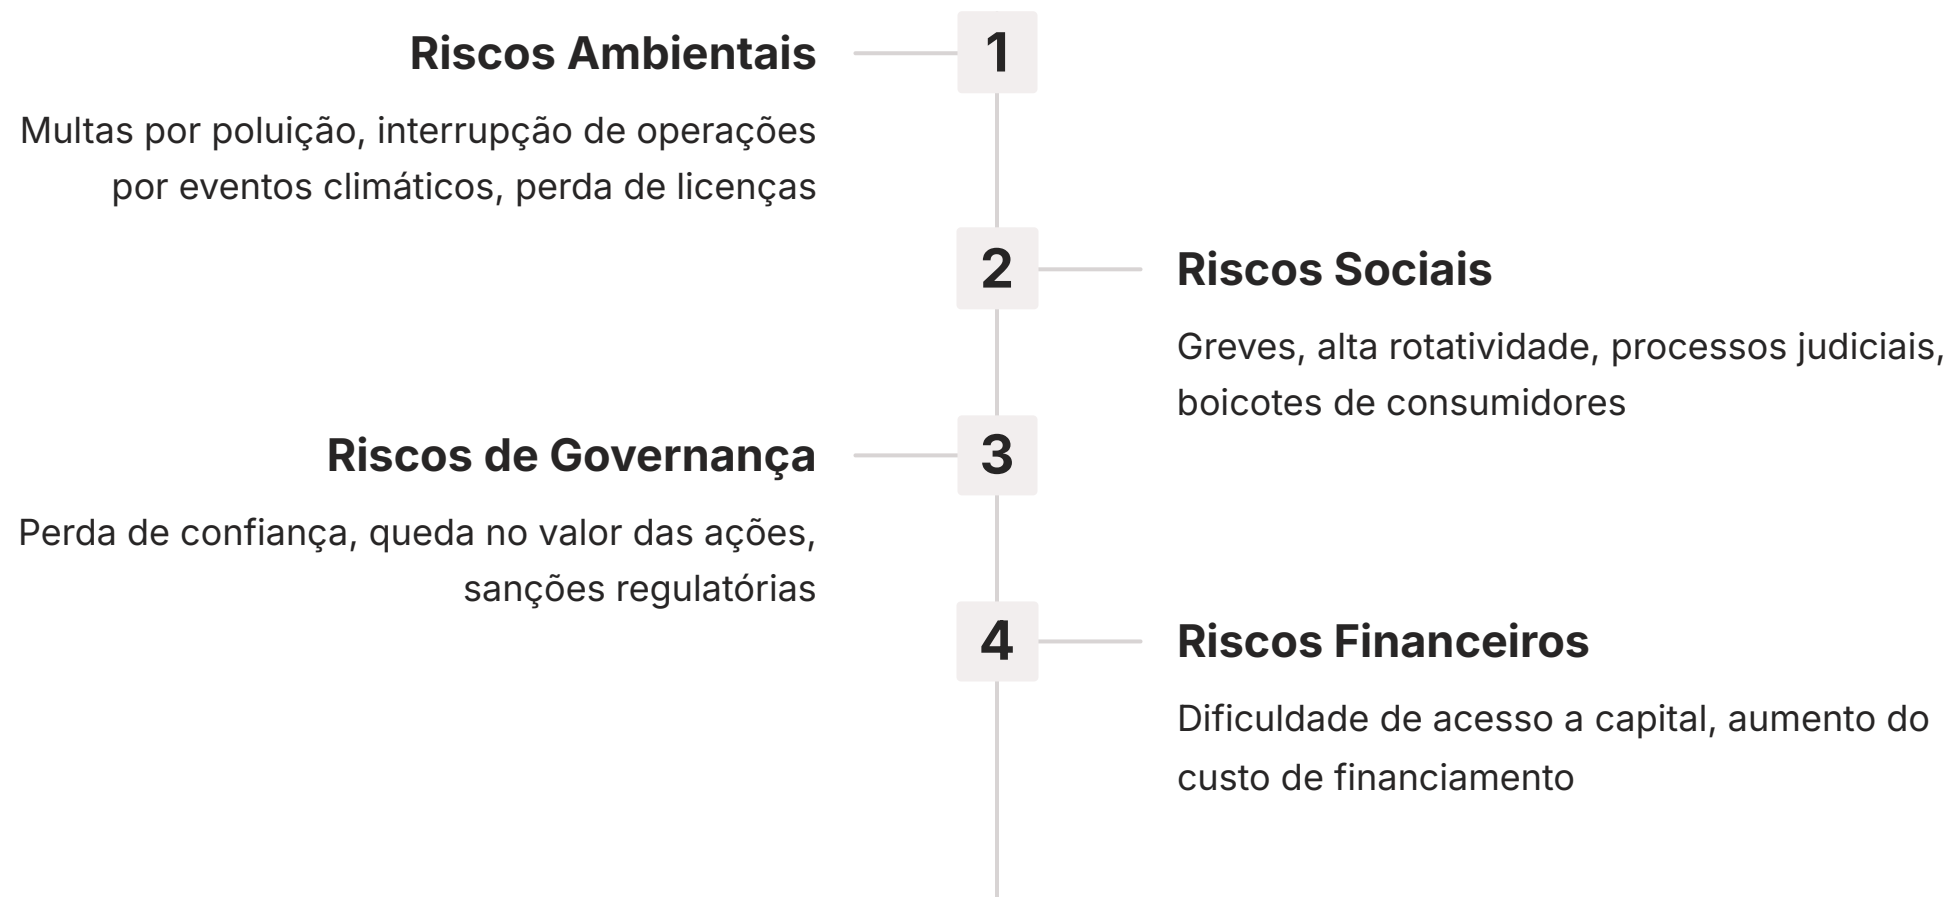 1
Riscos Ambientais
Multas por poluição, interrupção de operações
por eventos climáticos, perda de licenças
2
Riscos Sociais
Greves, alta rotatividade, processos judiciais,
boicotes de consumidores
3
Riscos de Governança
Perda de confiança, queda no valor das ações,
sanções regulatórias
4
Riscos Financeiros
Dificuldade de acesso a capital, aumento do
custo de financiamento